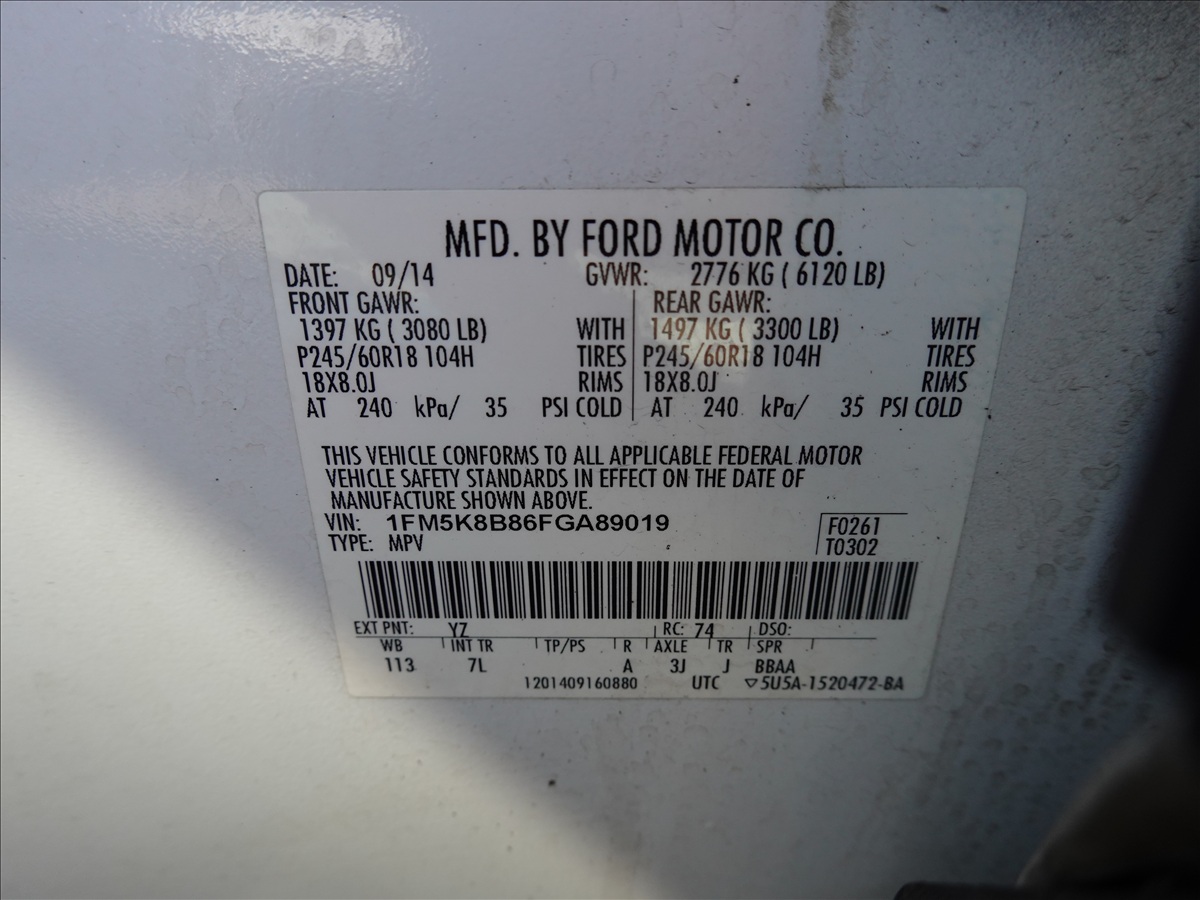 MFD. BY FORD MOTOR CO.
DATE: 09/14 GVWR: 2776 KG ( 6120 LB)
FRONT GAWR: REAR GAWR:
1397 KG ( 3080 LB) WITH 1497 KG ( 3300 LB) WITH
P245/60R18 104H TIRES P245/60R18 104H TIRES
18X8.0J RIMS 18X8.0J RIMS
AT 240 kPa/ 35 PSI COLD AT 240 kPa/ 35 PSI COLD
THIS VEHICLE CONFORMS TO ALL APPLICABLE FEDERAL MOTOR
VEHICLE SAFETY STANDARDS IN EFFECT ON THE DATE OF
MANUFACTURE SHOWN ABOVE.
VIN: 1FM5K8B86FGA89019 F0261
TYPE: MPV T0302
EXT PNT: YZ RC: 74 DSO:
WB INT TR TP/PS R AXLE TR SPR
113 7L A 3J J BBAA
1201409160880 UTC ▽5U5A-1520472-BA